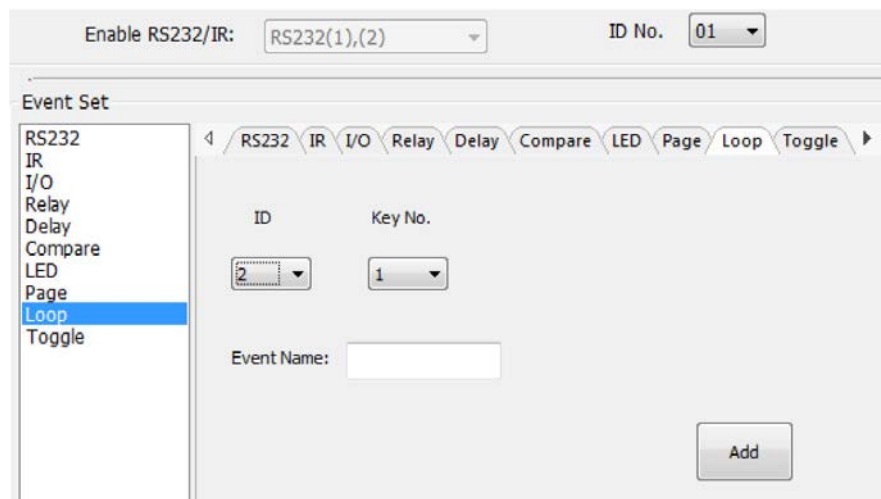 Enable RS232/IR: RS232(1),(2) ID No. 01
Event Set
RS232
IR
I/O
Relay
Delay
Compare
LED
Page
Loop
Toggle
RS232 IR I/O Relay Delay Compare LED Page Loop Toggle
ID Key No.
2 1
Event Name:
Add